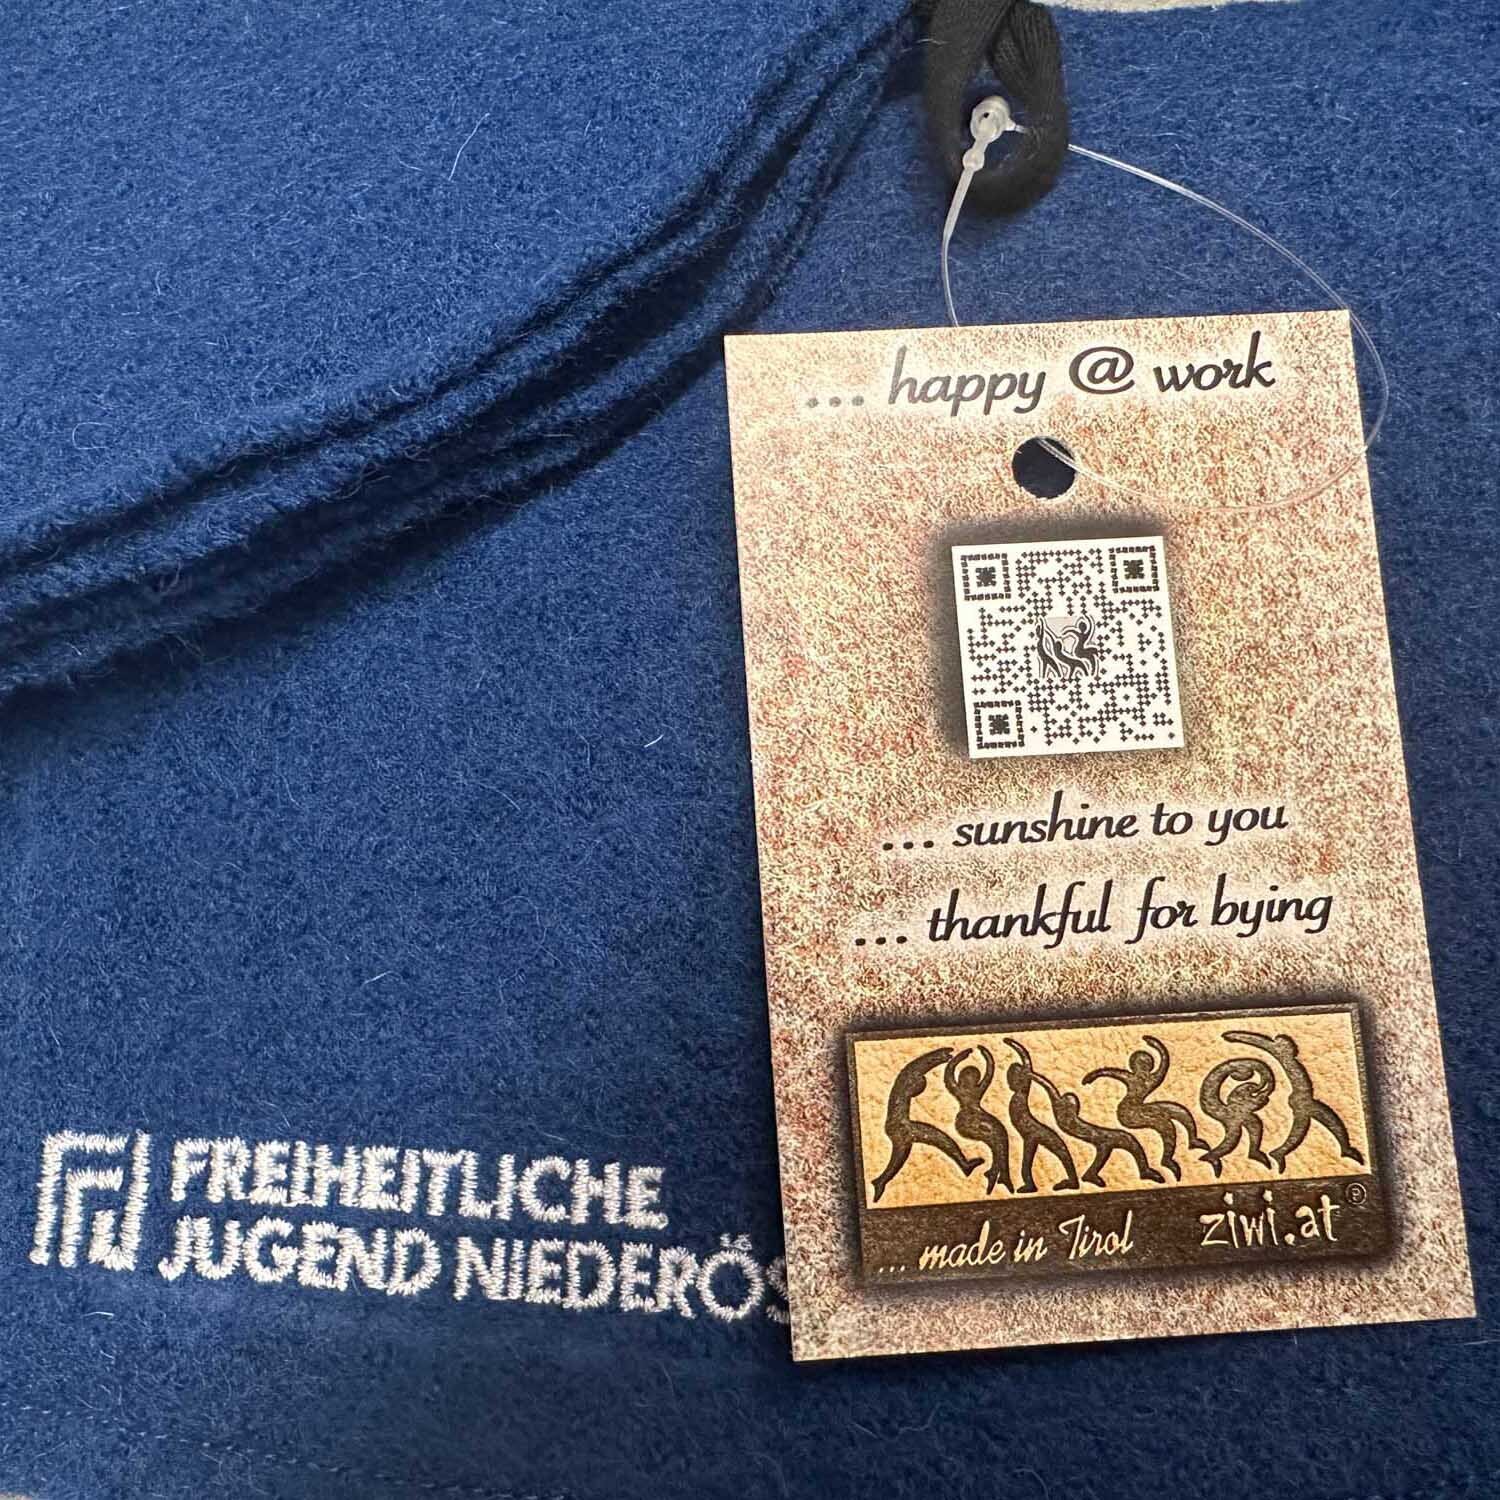 ... happy @ work
... sunshine to you
... thankful for bying
... made in Tirol ziwi.at ®
FREIHEITLICHE
JUGEND NIEDERÖS